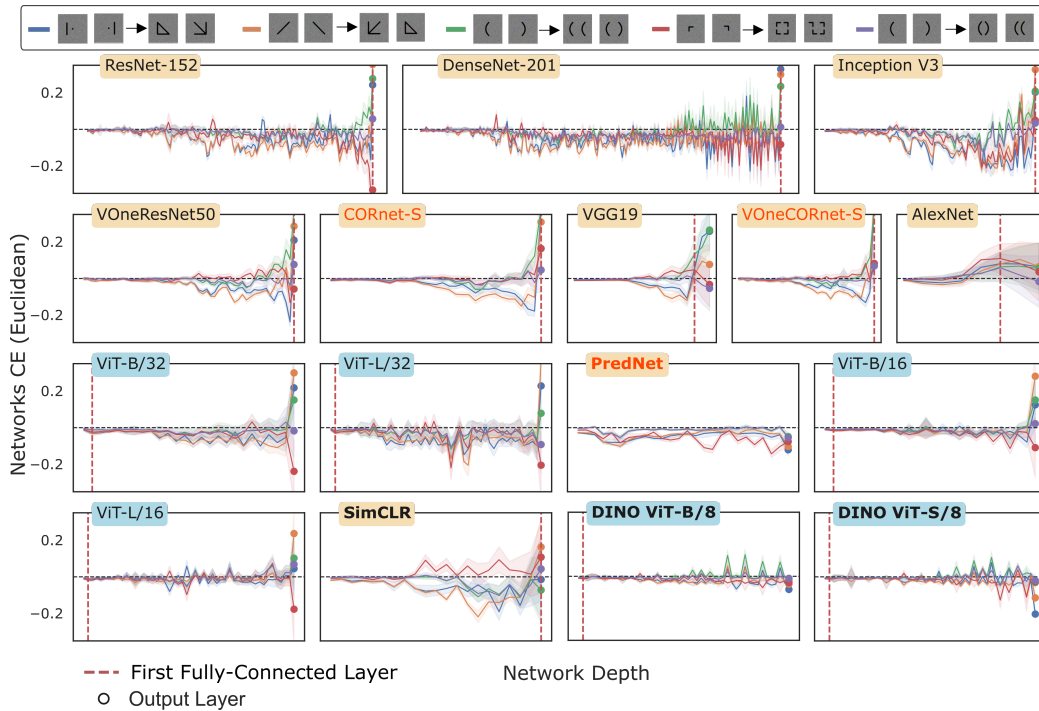 ResNet-152 DenseNet-201 Inception V3
0.2
−0.2
VOneResNet50 CORnet-S VGG19 VOneCORnet-S AlexNet
0.2
−0.2
ViT-B/32 ViT-L/32 PredNet ViT-B/16
0.2
−0.2
ViT-L/16 SimCLR DINO ViT-B/8 DINO ViT-S/8
0.2
−0.2
Networks CE (Euclidean)
First Fully-Connected Layer Network Depth
Output Layer